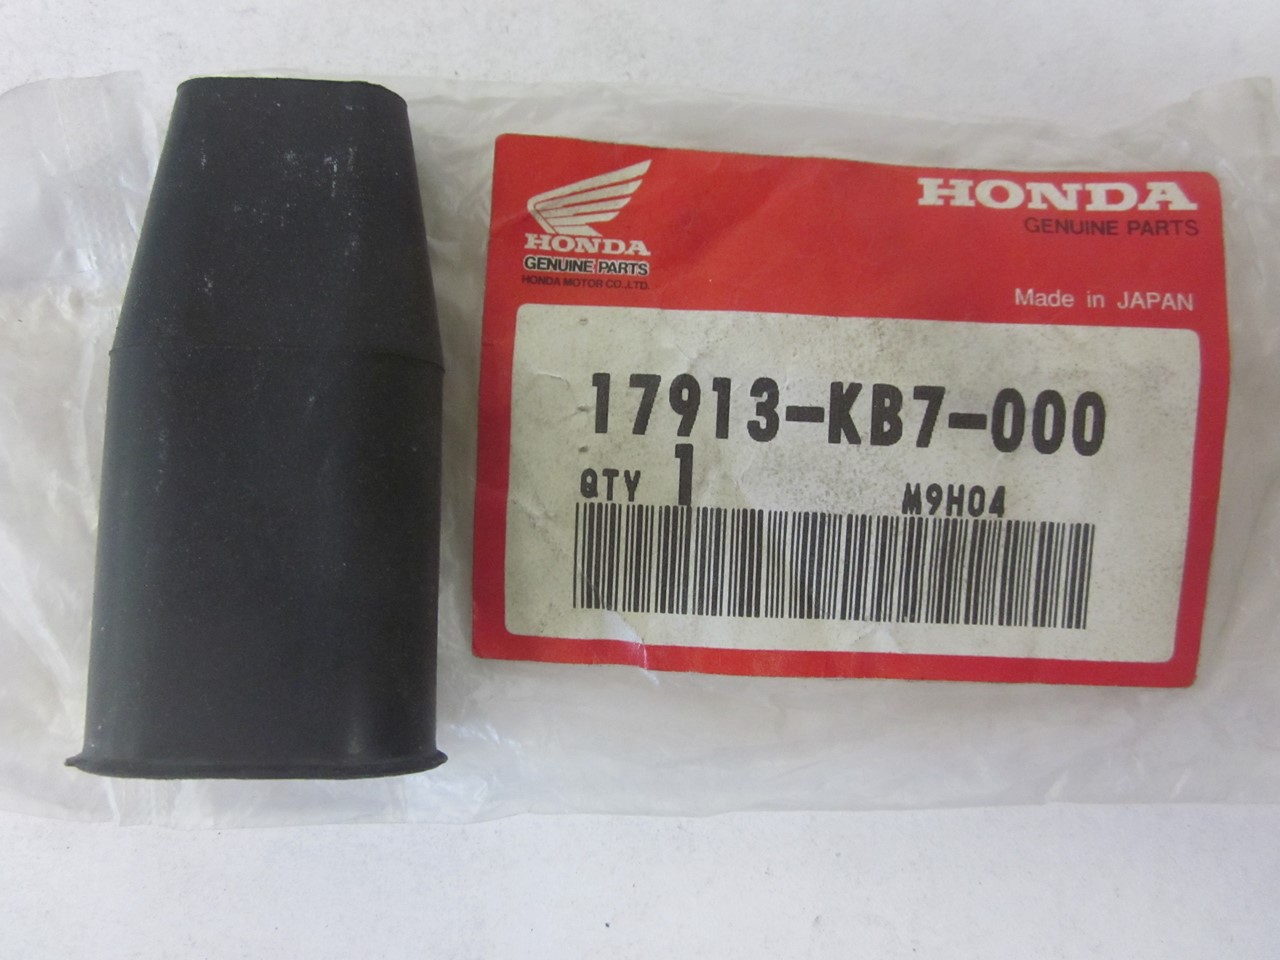 HONDA
GENUINE PARTS
HONDA MOTOR CO.,LTD.
HONDA
GENUINE PARTS
Made in JAPAN
17913-KB7-000
QTY 1 M9H04